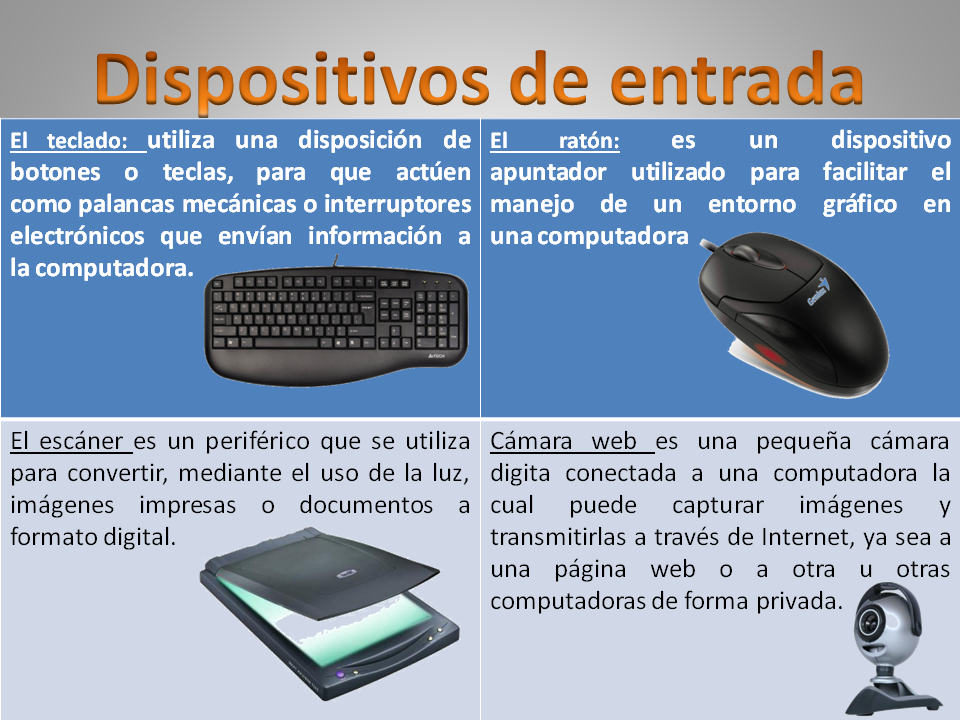 Dispositivos de entrada
El teclado: utiliza una disposición de
botones o teclas, para que actúen
como palancas mecánicas o interruptores
electrónicos que envían información a
la computadora.
El ratón: es un dispositivo
apuntador utilizado para facilitar el
manejo de un entorno gráfico en
una computadora
Genius
A4TECH
El escáner es un periférico que se utiliza
para convertir, mediante el uso de la luz,
imágenes impresas o documentos a
formato digital.
Cámara web es una pequeña cámara
digita conectada a una computadora la
cual puede capturar imágenes y
transmitirlas a través de Internet, ya sea a
una página web o a otra u otras
computadoras de forma privada.